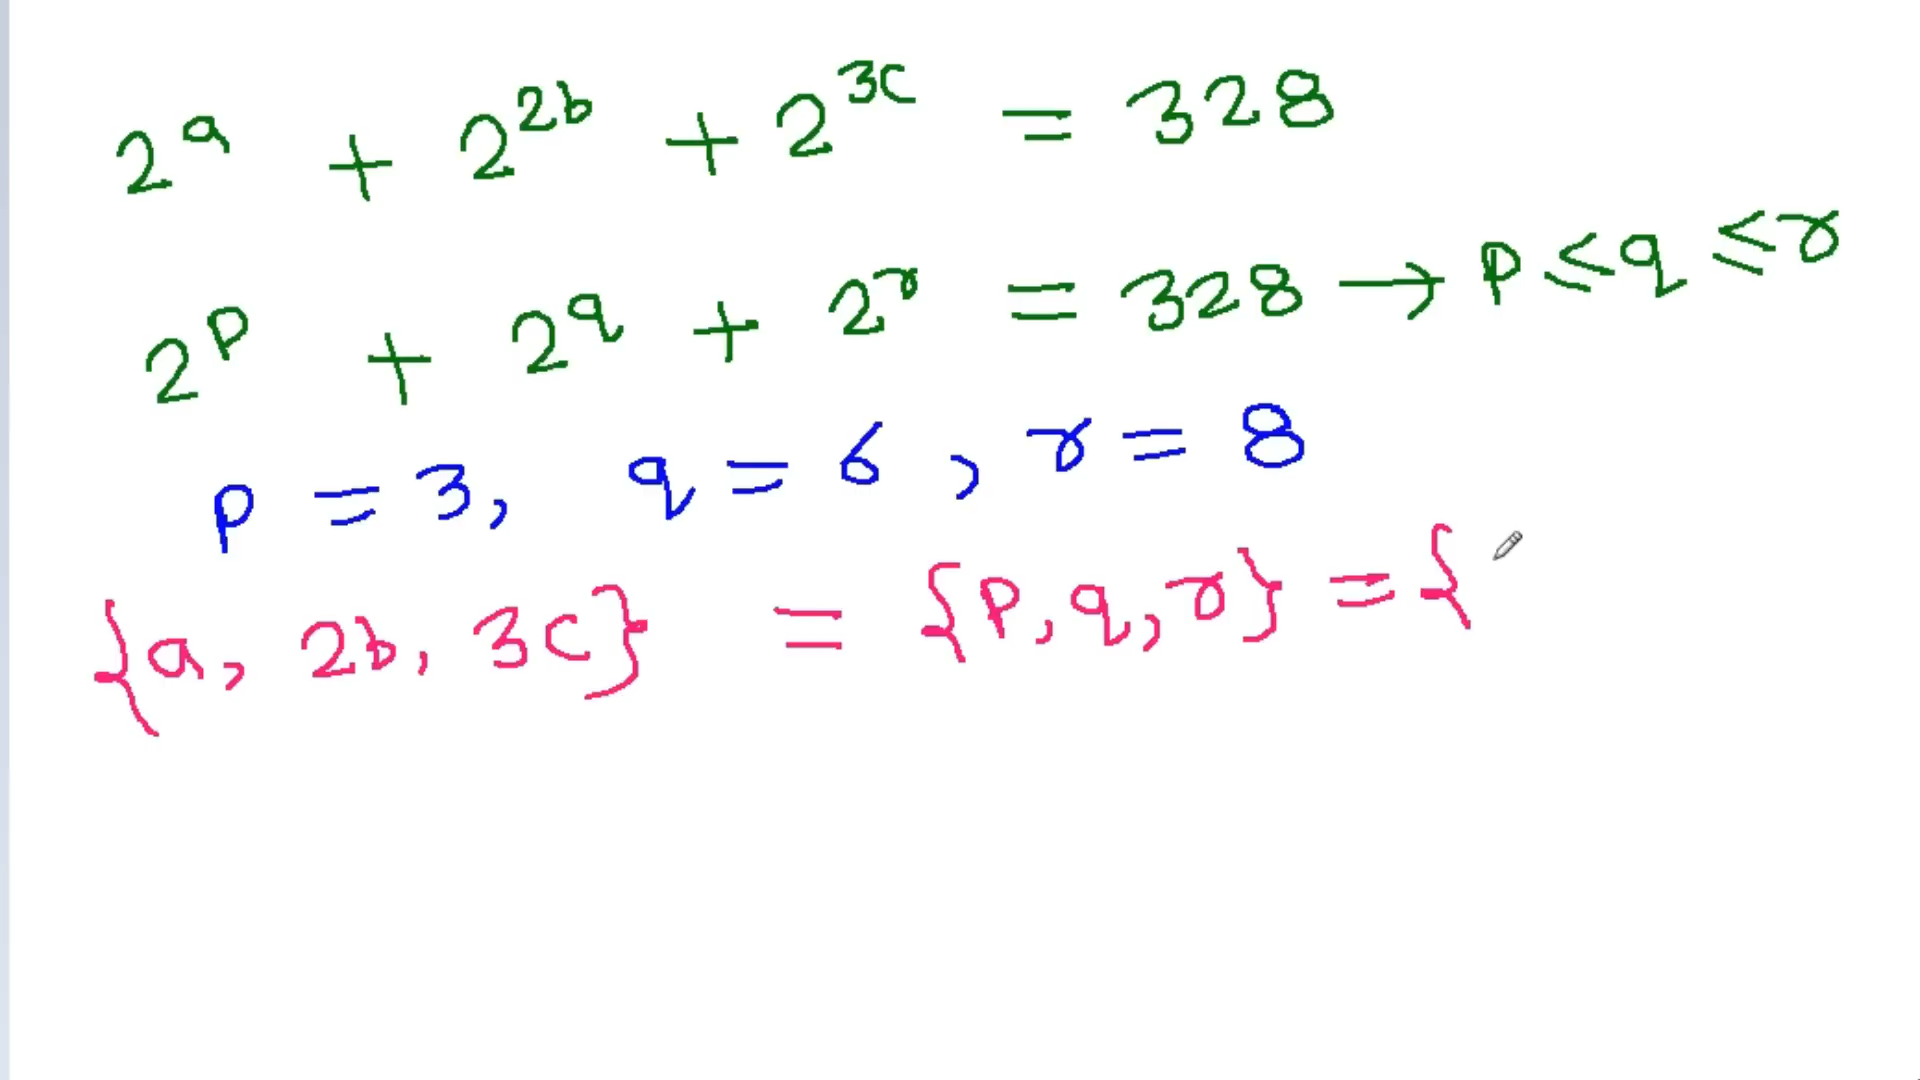 2^a + 2^{2b} + 2^{3c} = 328
2^p + 2^q + 2^r = 328 → p ≤ q ≤ r
p = 3, q = 6, r = 8
{a, 2b, 3c} = {p, q, r} = {